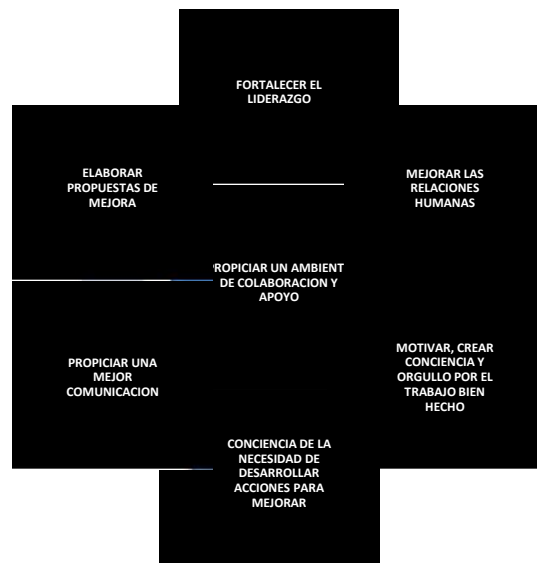 FORTALECER EL
LIDERAZGO
ELABORAR
PROPUESTAS DE
MEJORA
MEJORAR LAS
RELACIONES
HUMANAS
ROPICIAR UN AMBIENT
DE COLABORACION Y
APOYO
PROPICIAR UNA
MEJOR
COMUNICACION
MOTIVAR, CREAR
CONCIENCIA Y
ORGULLO POR EL
TRABAJO BIEN
HECHO
CONCIENCIA DE LA
NECESIDAD DE
DESARROLLAR
ACCIONES PARA
MEJORAR